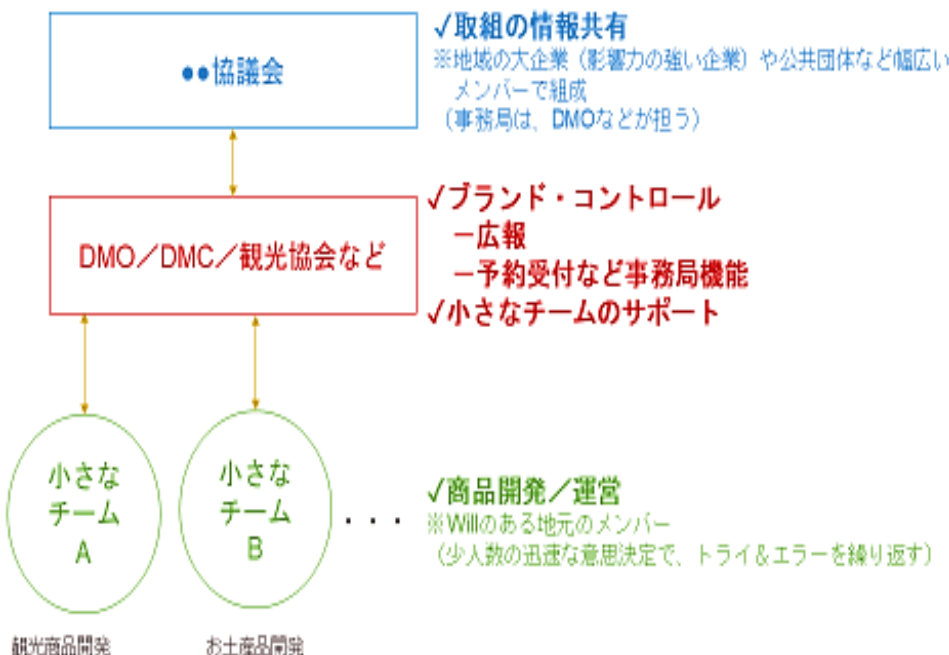 ●●協議会
✓取組の情報共有
※地域の大企業（影響力の強い企業）や公共団体など幅広い
メンバーで組成
（事務局は、DMOなどが担う）
DMO／DMC／観光協会など
✓ブランド・コントロール
－広報
－予約受付など事務局機能
✓小さなチームのサポート
小さな
チーム
A
小さな
チーム
B
・・・
✓商品開発／運営
※Willのある地元のメンバー
（少人数の迅速な意思決定で、トライ＆エラーを繰り返す）
観光商品開発
お土産品開発